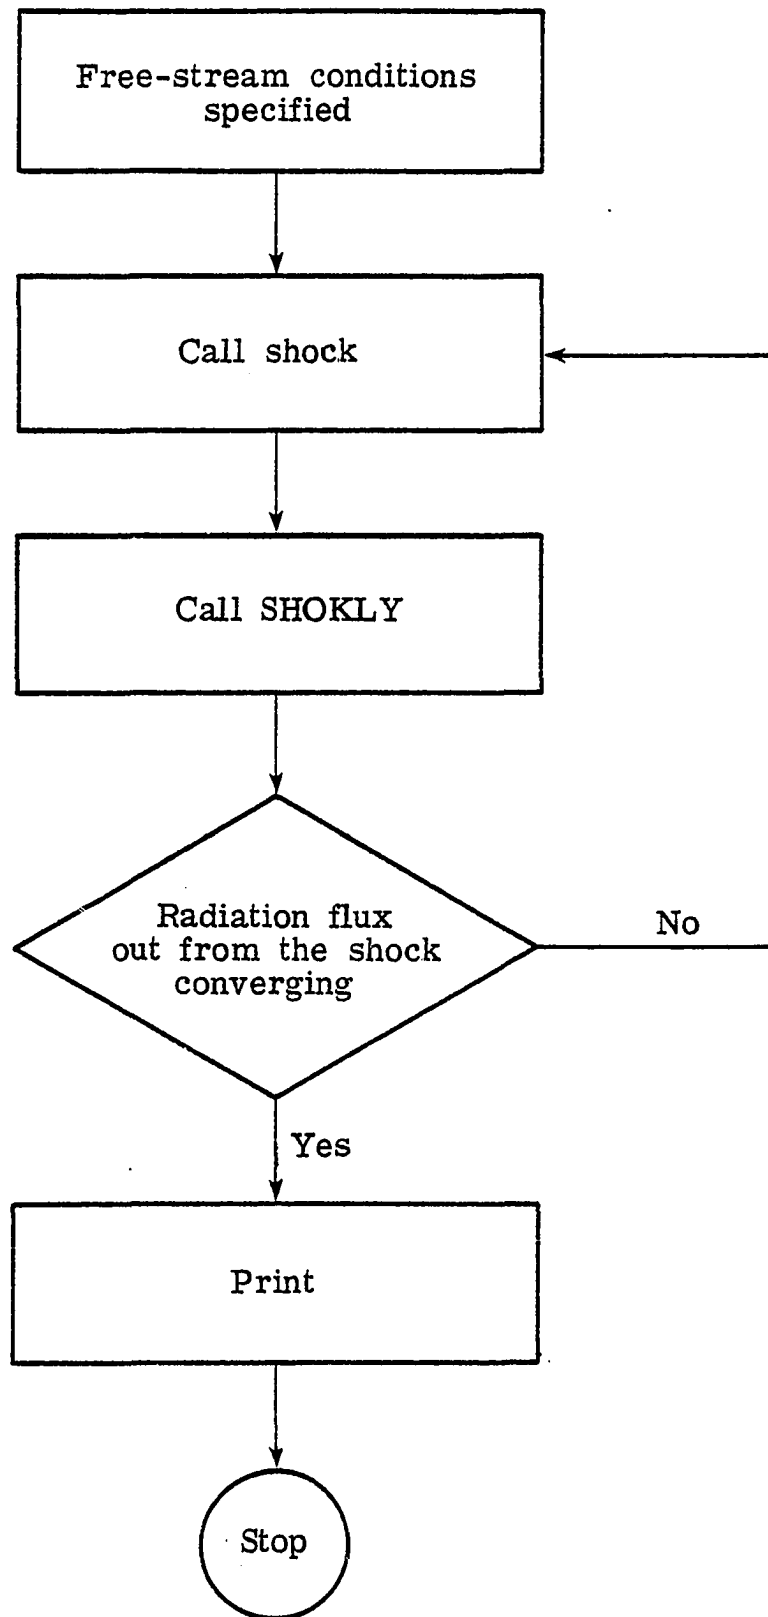 Free-stream conditions
specified
Call shock
Call SHOKLY
Radiation flux
out from the shock
converging
No
Yes
Print
Stop